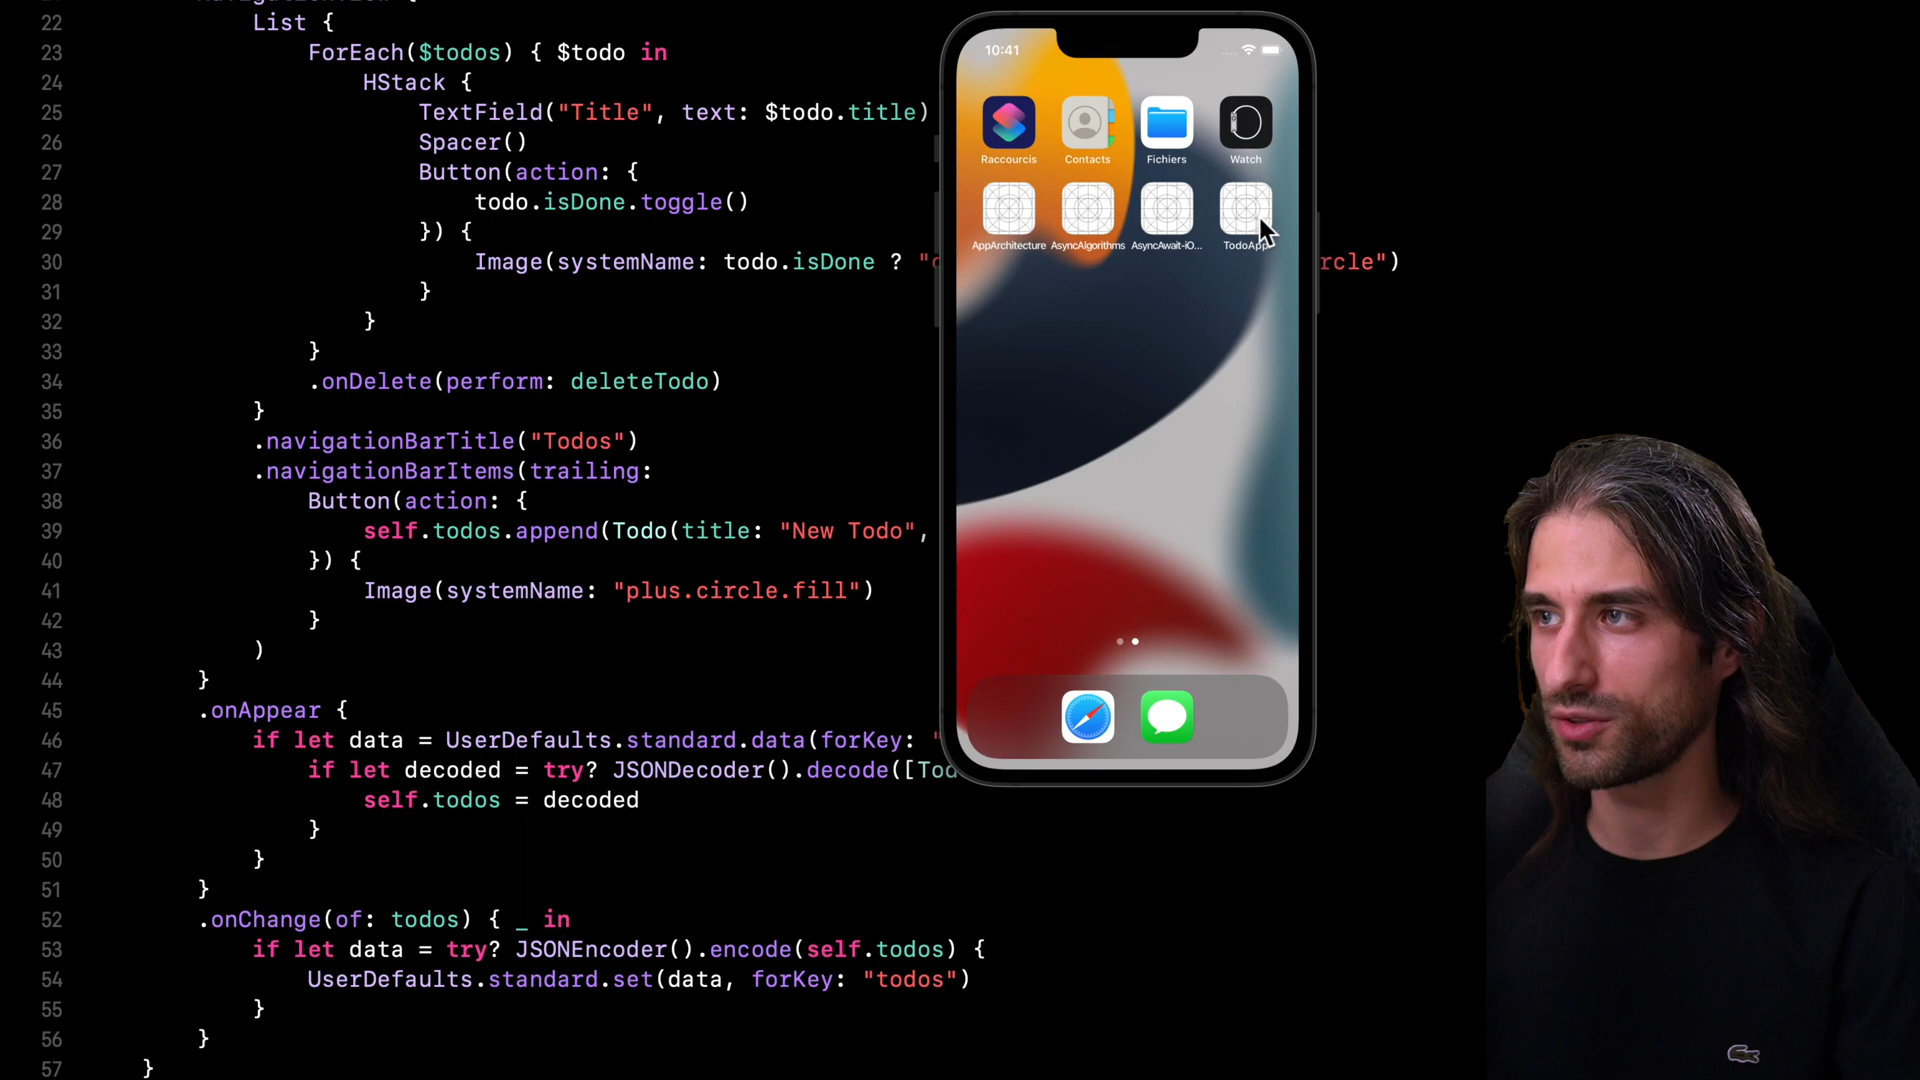 22 List {
23 ForEach($todos) { $todo in
24 HStack {
25 TextField("Title", text: $todo.title)
26 Spacer()
27 Button(action: {
28 todo.isDone.toggle()
29 }) {
30 Image(systemName: todo.isDone ? " rcle")
31 }
32 }
33 }
34 .onDelete(perform: deleteTodo)
35 }
36 .navigationBarTitle("Todos")
37 .navigationBarItems(trailing:
38 Button(action: {
39 self.todos.append(Todo(title: "New Todo",
40 }) {
41 Image(systemName: "plus.circle.fill")
42 }
43 )
44 }
45 .onAppear {
46 if let data = UserDefaults.standard.data(forKey: "
47 if let decoded = try? JSONDecoder().decode([Tod
48 self.todos = decoded
49 }
50 }
51 }
52 .onChange(of: todos) { _ in
53 if let data = try? JSONEncoder().encode(self.todos) {
54 UserDefaults.standard.set(data, forKey: "todos")
55 }
56 }
57 }
10:41
Raccourcis Contacts Fichiers Watch
AppArchitecture AsyncAlgorithms AsyncAwait-iO... TodoApp